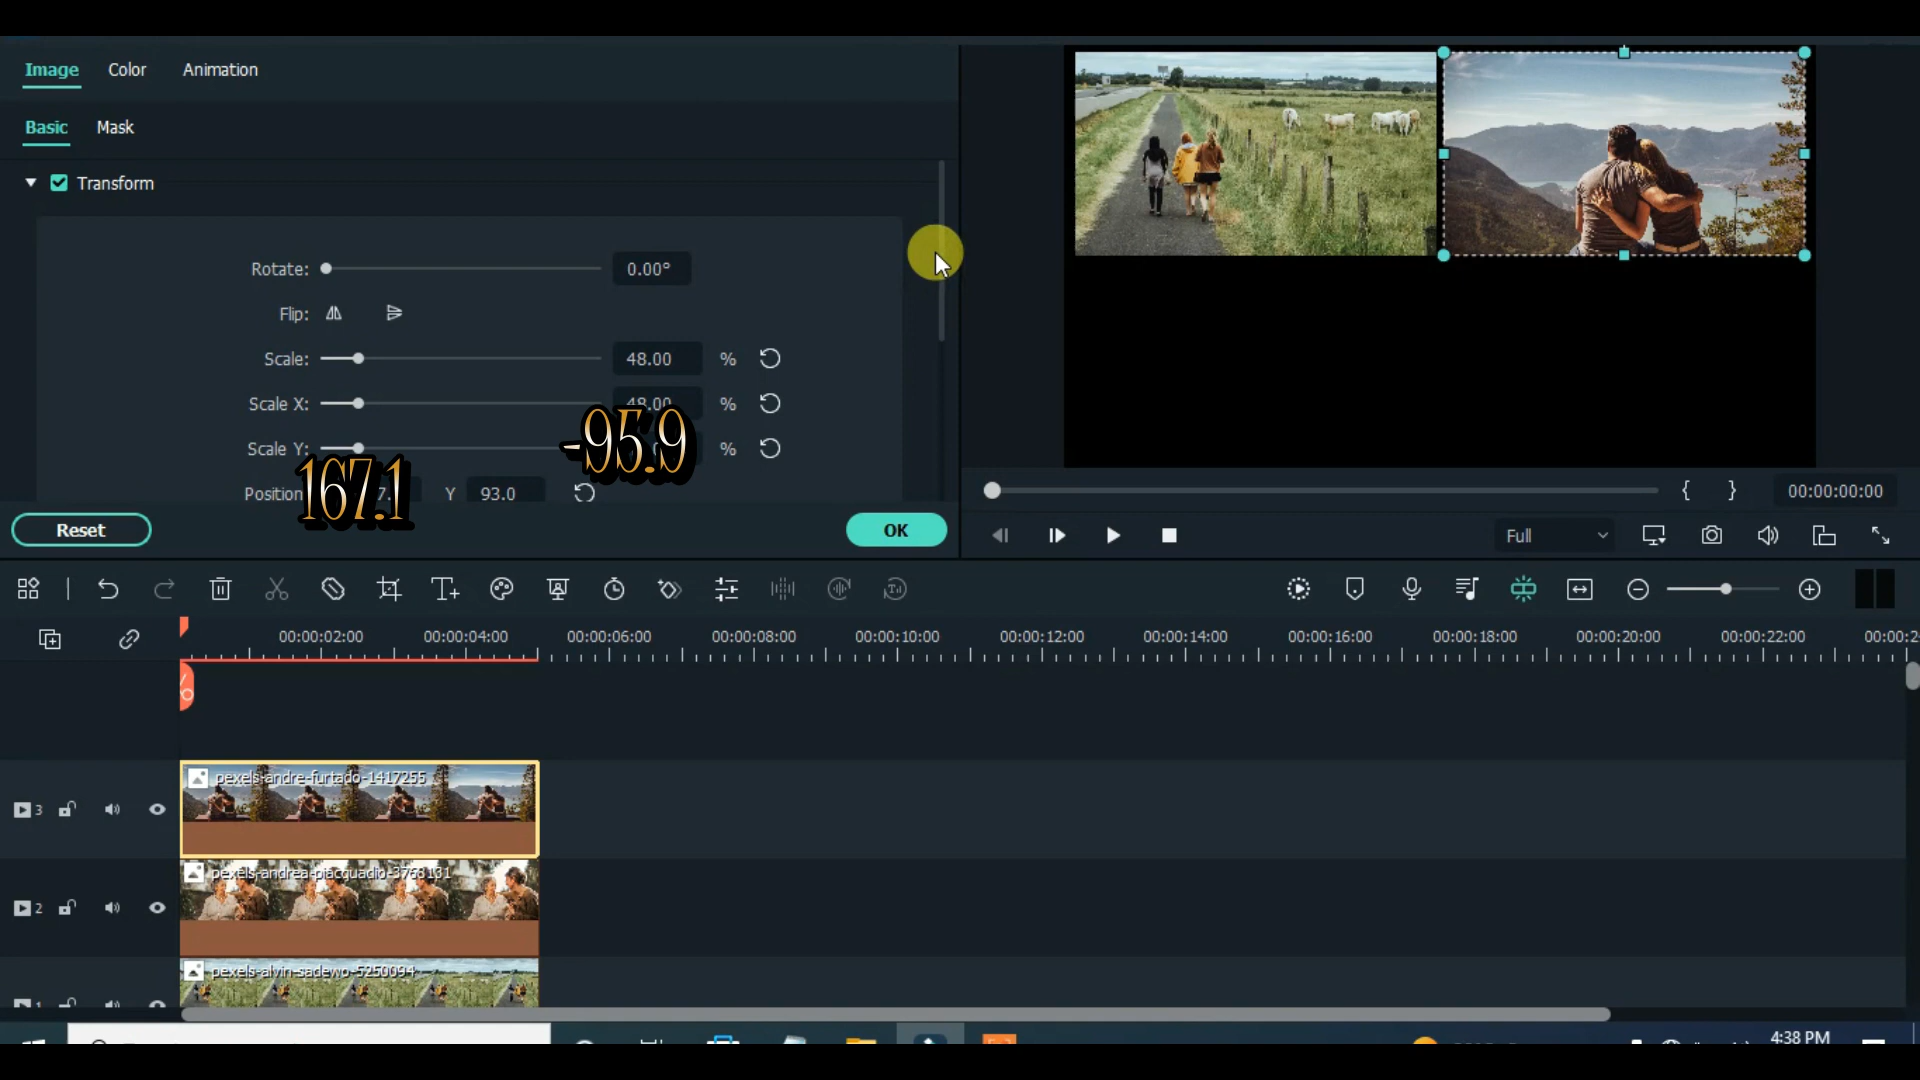 Image Color Animation
Basic Mask
Transform
Rotate: 0.00°
Flip:
Scale: 48.00 %
Scale X: 48.00 %
-95.9
Scale Y: %
167.1
Position Y 93.0
Reset OK
00:00:00:00
Full
00:00:02:00 00:00:04:00 00:00:06:00 00:00:08:00 00:00:10:00 00:00:12:00 00:00:14:00 00:00:16:00 00:00:18:00 00:00:20:00 00:00:22:00
pexels-andre-furtado-1417255
3
pexels-andrea-piacquadio-3768131
2
pexels-alvin-sadewo-5250094
1
4:38 PM